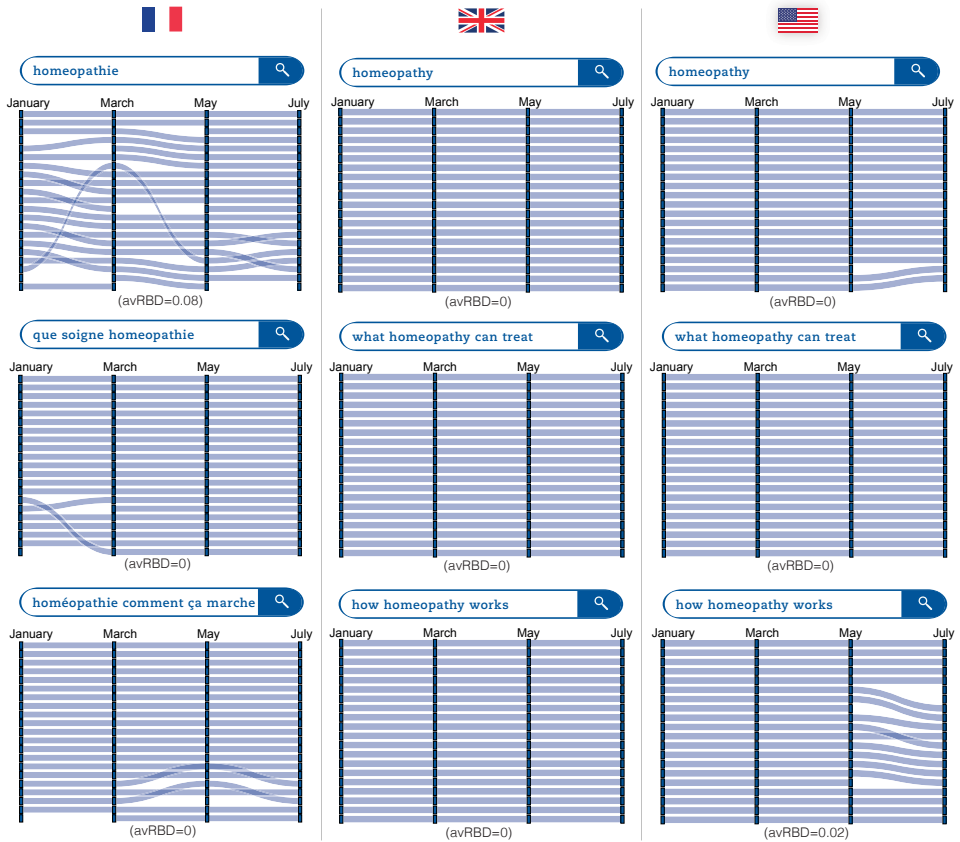 homeopathie
January March May July
(avRBD=0.08)
que soigne homeopathie
January March May July
(avRBD=0)
homéopathie comment ça marche
January March May July
(avRBD=0)
homeopathy
January March May July
(avRBD=0)
what homeopathy can treat
January March May July
(avRBD=0)
how homeopathy works
January March May July
(avRBD=0)
homeopathy
January March May July
(avRBD=0)
what homeopathy can treat
January March May July
(avRBD=0)
how homeopathy works
January March May July
(avRBD=0.02)